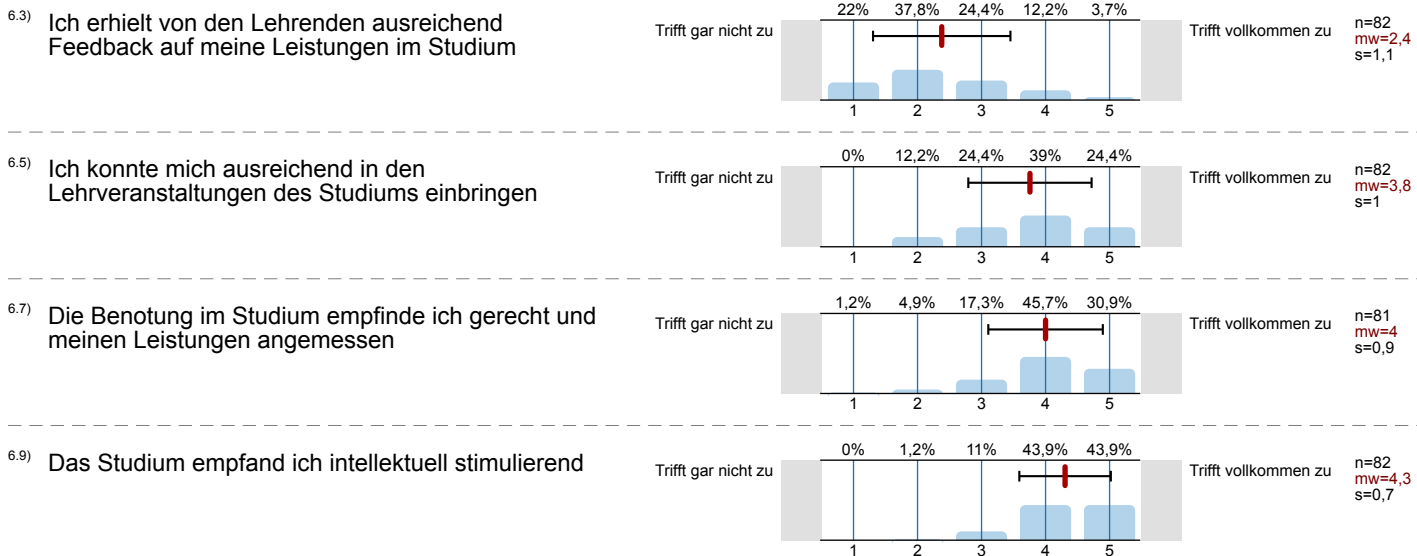 6.3) Ich erhielt von den Lehrenden ausreichend
Feedback auf meine Leistungen im Studium
Trifft gar nicht zu
22% 37,8% 24,4% 12,2% 3,7%
1 2 3 4 5
Trifft vollkommen zu
n=82
mw=2,4
s=1,1
6.5) Ich konnte mich ausreichend in den
Lehrveranstaltungen des Studiums einbringen
Trifft gar nicht zu
0% 12,2% 24,4% 39% 24,4%
1 2 3 4 5
Trifft vollkommen zu
n=82
mw=3,8
s=1
6.7) Die Benotung im Studium empfinde ich gerecht und
meinen Leistungen angemessen
Trifft gar nicht zu
1,2% 4,9% 17,3% 45,7% 30,9%
1 2 3 4 5
Trifft vollkommen zu
n=81
mw=4
s=0,9
6.9) Das Studium empfand ich intellektuell stimulierend
Trifft gar nicht zu
0% 1,2% 11% 43,9% 43,9%
1 2 3 4 5
Trifft vollkommen zu
n=82
mw=4,3
s=0,7